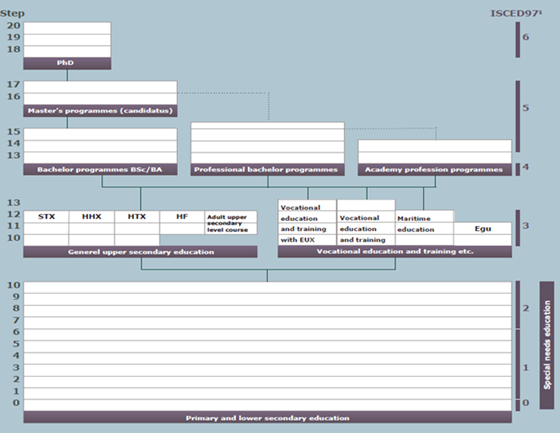 Step
ISCED97¹
20
19
18
6
PhD
17
16
5
Master's programmes (candidatus)
15
14
13
Bachelor programmes BSc/BA
Professional bachelor programmes
Academy profession programmes
4
13
12
11
10
STX
HHX
HTX
HF
Adult upper
secondary
level course
Vocational
education
and training
with EUX
Vocational
education
and training
Maritime
education
Egu
3
Generel upper secondary education
Vocational education and training etc.
10
9
8
7
6
5
4
3
2
1
0
2
1
0
Special needs education
Primary and lower secondary education